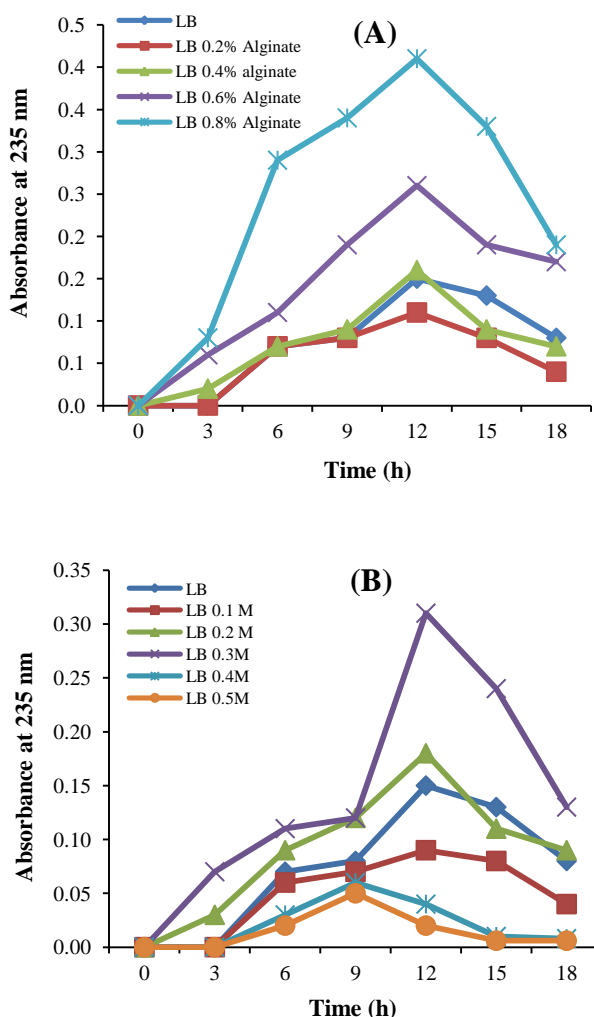 (A)
LB
LB 0.2% Alginate
LB 0.4% alginate
LB 0.6% Alginate
LB 0.8% Alginate
Absorbance at 235 nm
0.5
0.4
0.4
0.3
0.3
0.2
0.2
0.1
0.1
0.0
0 3 6 9 12 15 18
Time (h)
(B)
LB
LB 0.1 M
LB 0.2 M
LB 0.3M
LB 0.4M
LB 0.5M
Absorbance at 235 nm
0.35
0.30
0.25
0.20
0.15
0.10
0.05
0.00
0 3 6 9 12 15 18
Time (h)